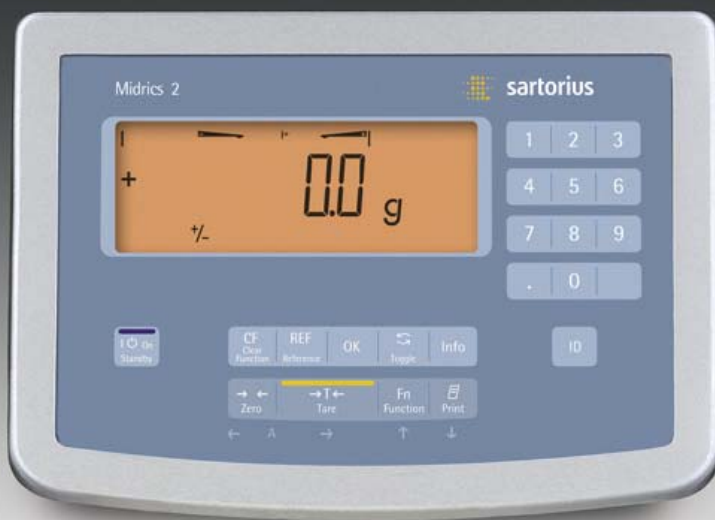 Midrics 2
sartorius
+ 0.0 g
+/–
1 2 3
4 5 6
7 8 9
. 0
I On
Standby
CF
Clear
Function
REF
Reference
OK
Toggle
Info
ID
→ ←
Zero
→T←
Tare
Fn
Function
Print
← A → ↑ ↓